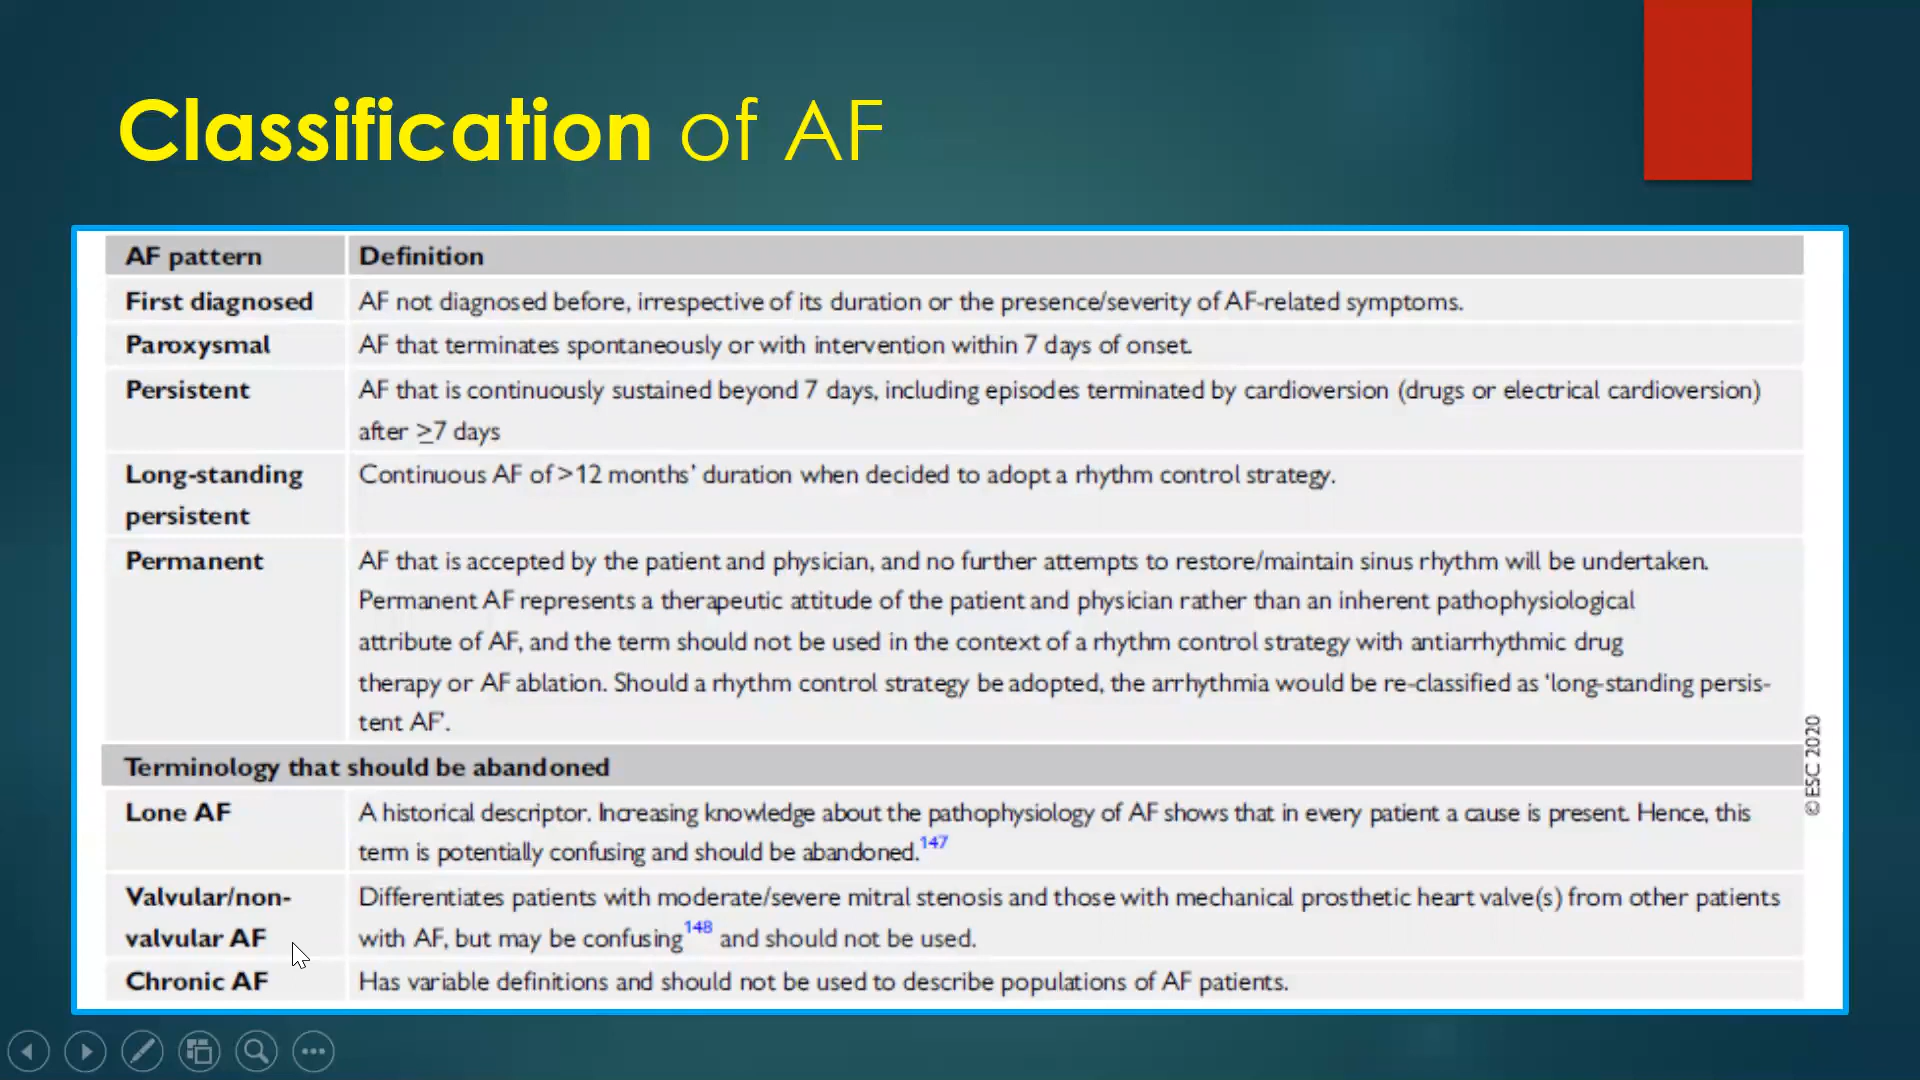 Classification of AF
AF pattern Definition
First diagnosed AF not diagnosed before, irrespective of its duration or the presence/severity of AF-related symptoms.
Paroxysmal AF that terminates spontaneously or with intervention within 7 days of onset.
Persistent AF that is continuously sustained beyond 7 days, including episodes terminated by cardioversion (drugs or electrical cardioversion)
after ≥7 days
Long-standing Continuous AF of >12 months’ duration when decided to adopt a rhythm control strategy.
persistent
Permanent AF that is accepted by the patient and physician, and no further attempts to restore/maintain sinus rhythm will be undertaken.
Permanent AF represents a therapeutic attitude of the patient and physician rather than an inherent pathophysiological
attribute of AF, and the term should not be used in the context of a rhythm control strategy with antiarrhythmic drug
therapy or AF ablation. Should a rhythm control strategy be adopted, the arrhythmia would be re-classified as ‘long-standing persis-
tent AF’.
Terminology that should be abandoned
Lone AF A historical descriptor. Increasing knowledge about the pathophysiology of AF shows that in every patient a cause is present. Hence, this
term is potentially confusing and should be abandoned.147
Valvular/non- Differentiates patients with moderate/severe mitral stenosis and those with mechanical prosthetic heart valve(s) from other patients
valvular AF with AF, but may be confusing148 and should not be used.
Chronic AF Has variable definitions and should not be used to describe populations of AF patients.
©ESC 2020